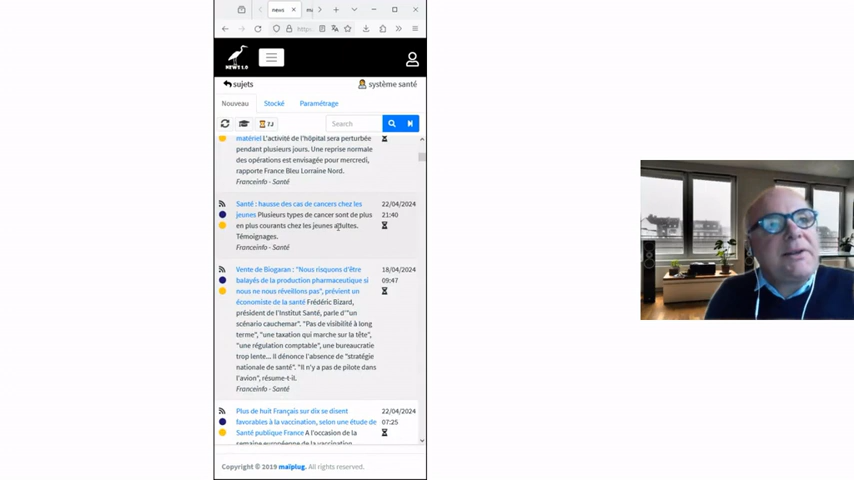 news
https:
NEWS 1.0
sujets
système santé
Nouveau
Stocké
Paramétrage
Search
matériel L'activité de l'hôpital sera perturbée
pendant plusieurs jours. Une reprise normale
des opérations est envisagée pour mercredi,
rapporte France Bleu Lorraine Nord.
Franceinfo - Santé
Santé : hausse des cas de cancers chez les
jeunes Plusieurs types de cancer sont de plus
en plus courants chez les jeunes adultes.
Témoignages.
Franceinfo - Santé
22/04/2024
21:40
Vente de Biogaran : "Nous risquons d'être
balayés de la production pharmaceutique si
nous ne nous réveillons pas", prévient un
économiste de la santé Frédéric Bizard,
président de l'Institut Santé, parle d'"un
scénario cauchemar". "Pas de visibilité à long
terme", "une taxation qui marche sur la tête",
"une régulation comptable", une bureaucratie
trop lente... Il dénonce l'absence de "stratégie
nationale de santé". "Il n'y a pas de pilote dans
l'avion", résume-t-il.
Franceinfo - Santé
18/04/2024
09:47
Plus de huit Français sur dix se disent
favorables à la vaccination, selon une étude de
Santé publique France A l'occasion de la
semaine européenne de la vaccination
22/04/2024
07:25
Copyright © 2019 maïplug. All rights reserved.